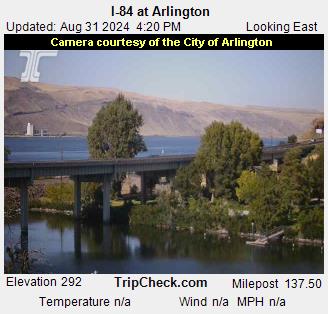 I-84 at Arlington
Updated: Aug 31 2024 4:20 PM Looking East
Camera courtesy of the City of Arlington
Elevation 292 TripCheck.com Milepost 137.50
Temperature n/a Wind n/a MPH n/a